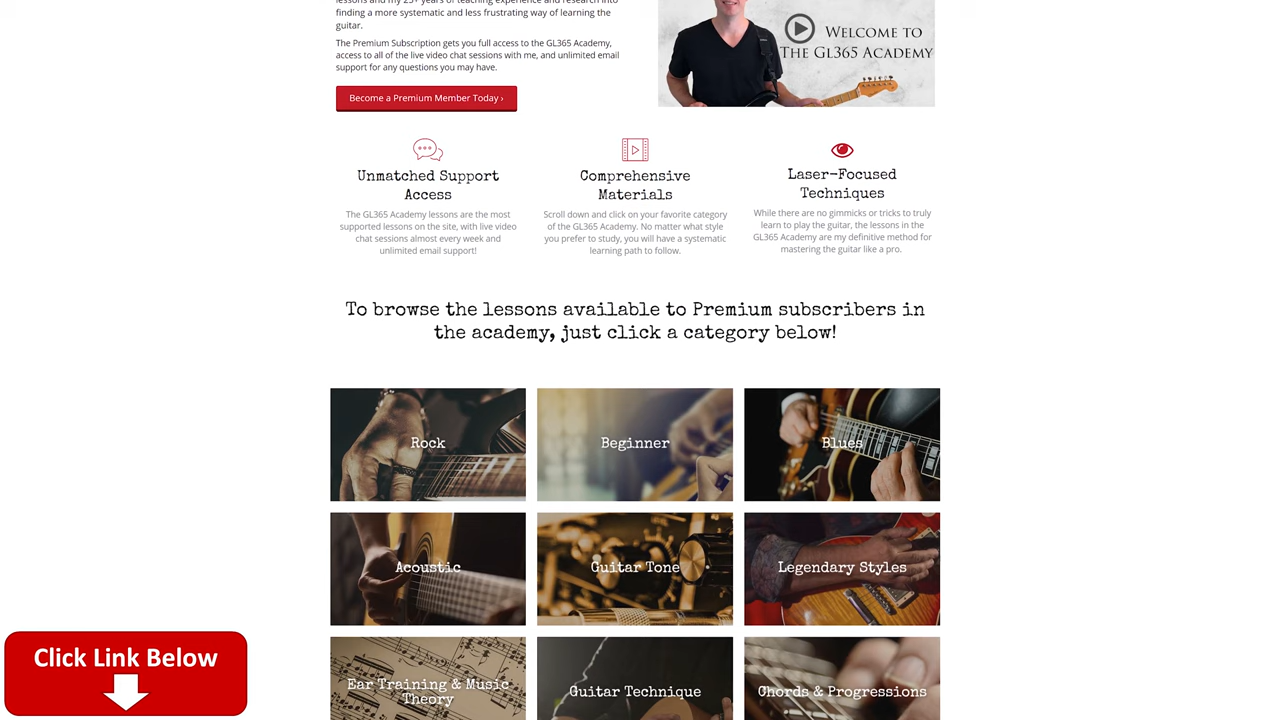 lessons and my 25+ years of teaching experience and research into
finding a more systematic and less frustrating way of learning the
guitar.
The Premium Subscription gets you full access to the GL365 Academy,
access to all of the live video chat sessions with me, and unlimited email
support for any questions you may have.
Become a Premium Member Today ›
Welcome to
The GL365 Academy
Unmatched Support
Access
The GL365 Academy lessons are the most
supported lessons on the site, with live video
chat sessions almost every week and
unlimited email support!
Comprehensive
Materials
Scroll down and click on your favorite category
of the GL365 Academy. No matter what style
you prefer to study, you will have a systematic
learning path to follow.
Laser-Focused
Techniques
While there are no gimmicks or tricks to truly
learn to play the guitar, the lessons in the
GL365 Academy are my definitive method for
mastering the guitar like a pro.
To browse the lessons available to Premium subscribers in
the academy, just click a category below!
Rock
Beginner
Blues
Acoustic
Guitar Tone
Legendary Styles
Ear Training & Music
Theory
Guitar Technique
Chords & Progressions
Click Link Below